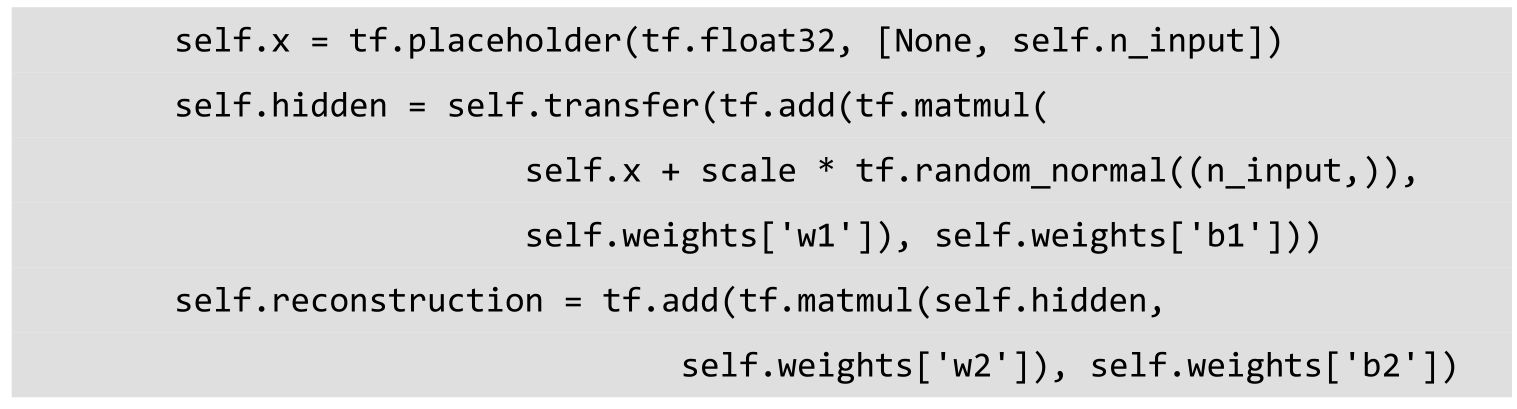 self.x = tf.placeholder(tf.float32, [None, self.n_input])
self.hidden = self.transfer(tf.add(tf.matmul(
self.x + scale * tf.random_normal((n_input,)),
self.weights['w1']), self.weights['b1']))
self.reconstruction = tf.add(tf.matmul(self.hidden,
self.weights['w2']), self.weights['b2'])